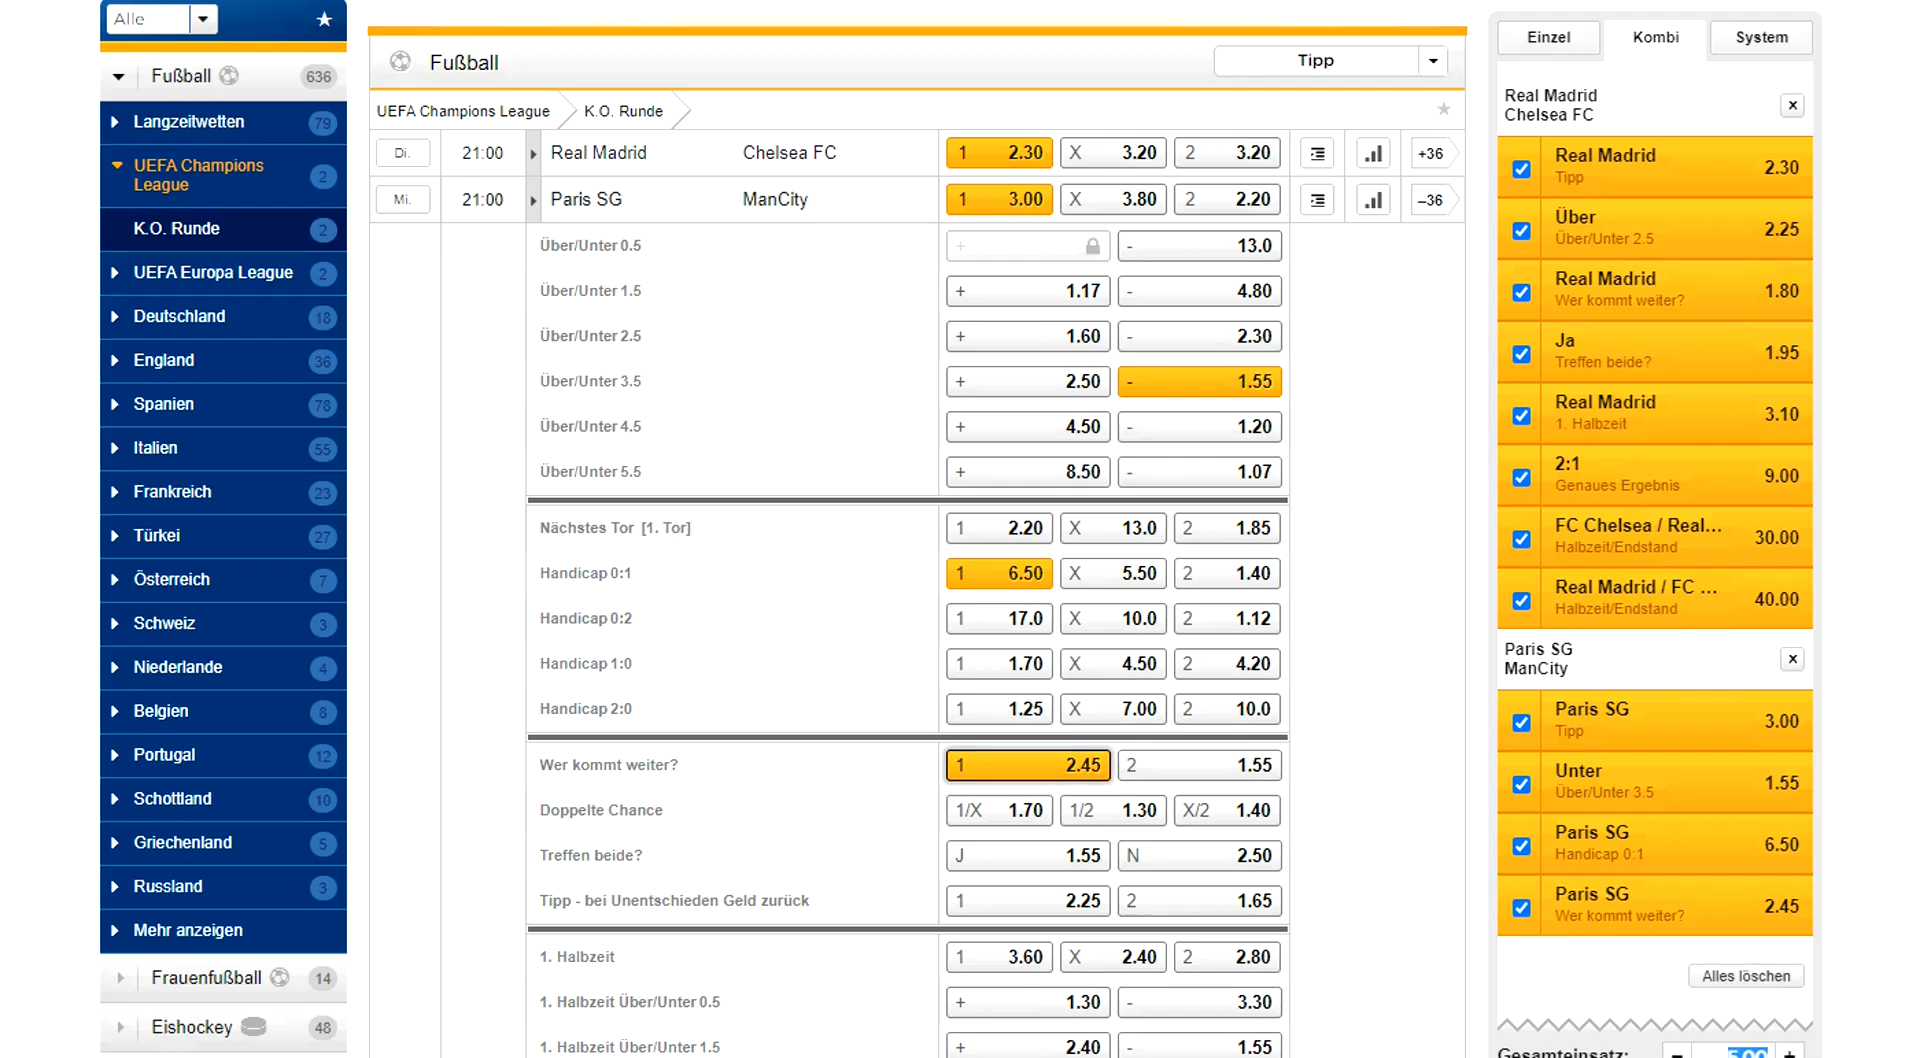 Alle
Fußball 636
Langzeitwetten 79
UEFA Champions
League 2
K.O. Runde 2
UEFA Europa League 2
Deutschland 18
England 36
Spanien 78
Italien 55
Frankreich 23
Türkei 27
Österreich 7
Schweiz 3
Niederlande 4
Belgien 8
Portugal 12
Schottland 10
Griechenland 5
Russland 3
Mehr anzeigen
Frauenfußball 14
Eishockey 48
Fußball Tipp
UEFA Champions League K.O. Runde
Di. 21:00 Real Madrid Chelsea FC 1 2.30 X 3.20 2 3.20 +36
Mi. 21:00 Paris SG ManCity 1 3.00 X 3.80 2 2.20 –36
Über/Unter 0.5 + - 13.0
Über/Unter 1.5 + 1.17 - 4.80
Über/Unter 2.5 + 1.60 - 2.30
Über/Unter 3.5 + 2.50 - 1.55
Über/Unter 4.5 + 4.50 - 1.20
Über/Unter 5.5 + 8.50 - 1.07
Nächstes Tor [1. Tor] 1 2.20 X 13.0 2 1.85
Handicap 0:1 1 6.50 X 5.50 2 1.40
Handicap 0:2 1 17.0 X 10.0 2 1.12
Handicap 1:0 1 1.70 X 4.50 2 4.20
Handicap 2:0 1 1.25 X 7.00 2 10.0
Wer kommt weiter? 1 2.45 2 1.55
Doppelte Chance 1/X 1.70 1/2 1.30 X/2 1.40
Treffen beide? J 1.55 N 2.50
Tipp - bei Unentschieden Geld zurück 1 2.25 2 1.65
1. Halbzeit 1 3.60 X 2.40 2 2.80
1. Halbzeit Über/Unter 0.5 + 1.30 - 3.30
1. Halbzeit Über/Unter 1.5 + 2.40 - 1.55
Einzel Kombi System
Real Madrid
Chelsea FC x
Real Madrid 2.30
Tipp
Über 2.25
Über/Unter 2.5
Real Madrid 1.80
Wer kommt weiter?
Ja 1.95
Treffen beide?
Real Madrid 3.10
1. Halbzeit
2:1 9.00
Genaues Ergebnis
FC Chelsea / Real... 30.00
Halbzeit/Endstand
Real Madrid / FC ... 40.00
Halbzeit/Endstand
Paris SG
ManCity x
Paris SG 3.00
Tipp
Unter 1.55
Über/Unter 3.5
Paris SG 6.50
Handicap 0:1
Paris SG 2.45
Wer kommt weiter?
Alles löschen
Gesamteinsatz: – 5.00 +